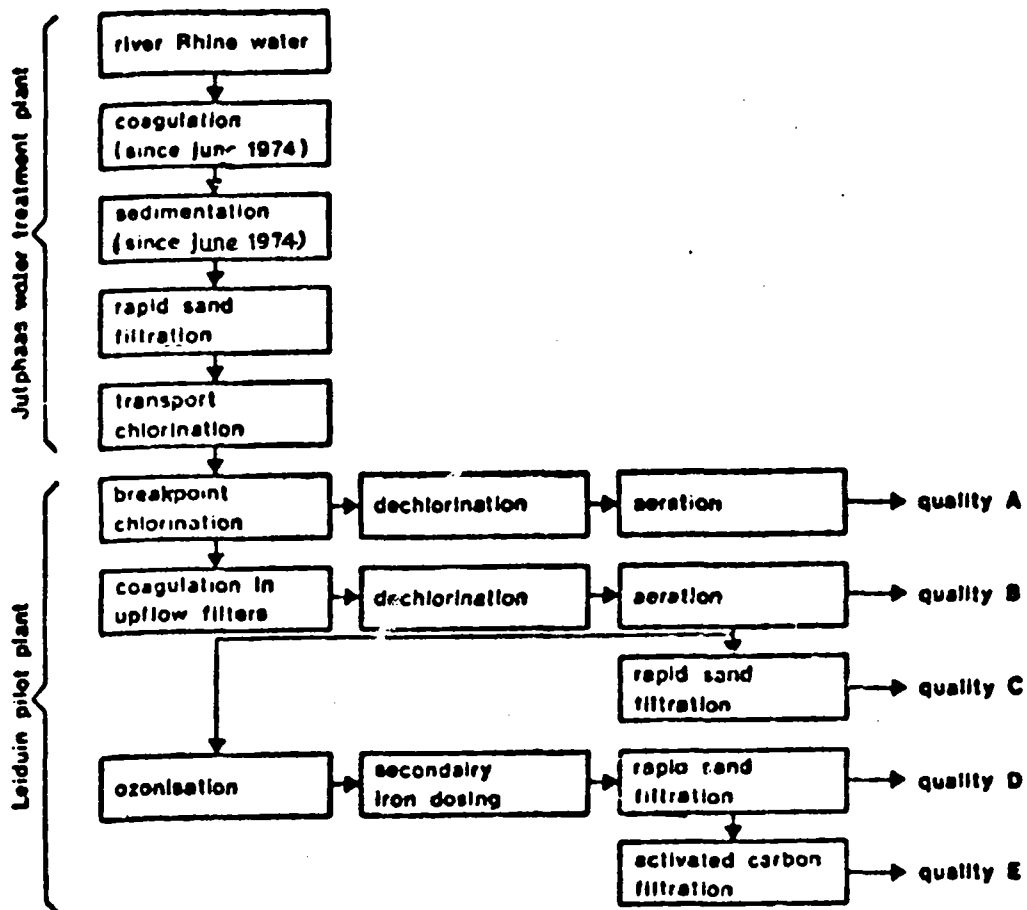 Jutphaas water treatment plant
river Rhine water
coagulation
(since june 1974)
sedimentation
(since june 1974)
rapid sand
filtration
transport
chlorination
Leiduin pilot plant
breakpoint
chlorination
dechlorination
aeration
quality A
coagulation in
upflow filters
dechlorination
aeration
quality B
rapid sand
filtration
quality C
ozonisation
secondairy
iron dosing
rapid sand
filtration
quality D
activated carbon
filtration
quality E